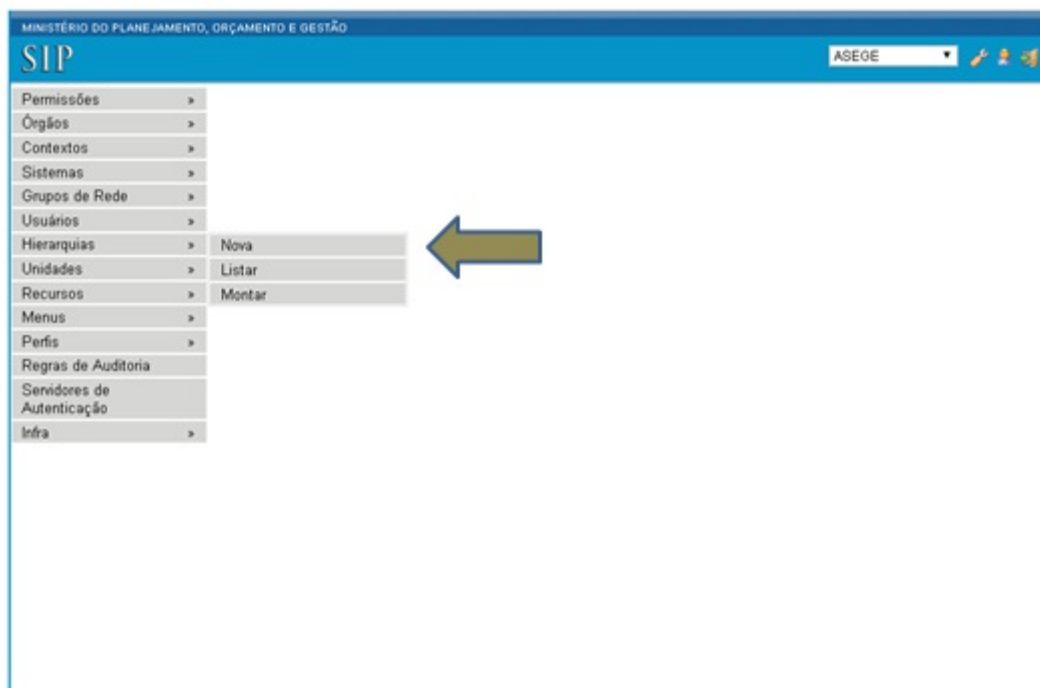 MINISTÉRIO DO PLANEJAMENTO, ORÇAMENTO E GESTÃO
SIP
ASEGE
Permissões »
Órgãos »
Contextos »
Sistemas »
Grupos de Rede »
Usuários »
Hierarquias » Nova
Unidades » Listar
Recursos » Montar
Menus »
Perfis »
Regras de Auditoria
Servidores de
Autenticação
Infra »